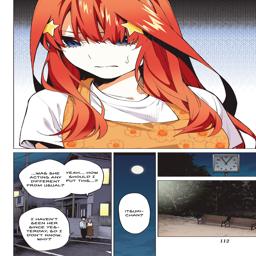 ...WAS SHE
ACTING ANY
DIFFERENT
FROM USUAL?
YEAH... HOW
SHOULD I
PUT THIS...?
I HAVEN'T
SEEN HER
SINCE YES-
TERDAY, SO I
DON'T KNOW.
WHY?
ITSUKI-
CHAN?
112